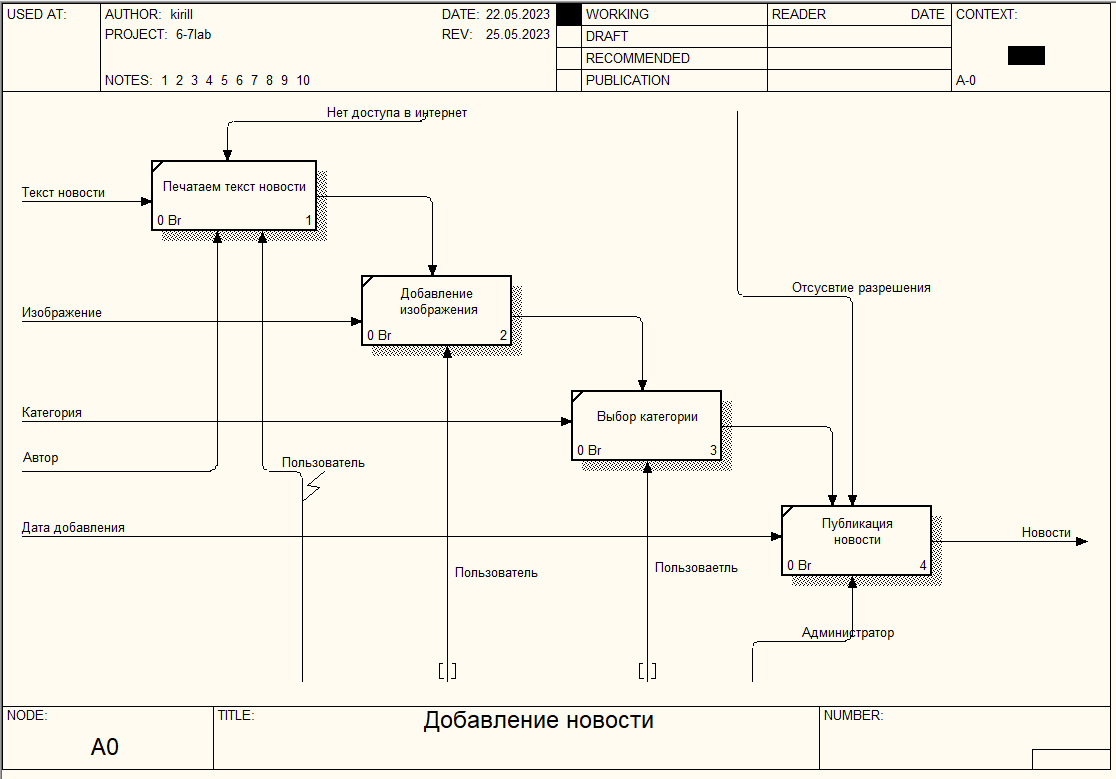 USED AT:
AUTHOR: kirill
DATE: 22.05.2023
PROJECT: 6-7lab
REV: 25.05.2023
NOTES: 1 2 3 4 5 6 7 8 9 10
WORKING
DRAFT
RECOMMENDED
PUBLICATION
READER DATE
CONTEXT:
A-0
Нет доступа в интернет
Текст новости
Печатаем текст новости
0 Br 1
Отсусвтие разрешения
Изображение
Добавление
изображения
0 Br 2
Категория
Выбор категории
0 Br 3
Автор
Пользователь
Дата добавления
Публикация
новости
0 Br 4
Новости
Пользователь
Пользоваетль
Администратор
NODE:
A0
TITLE:
Добавление новости
NUMBER: